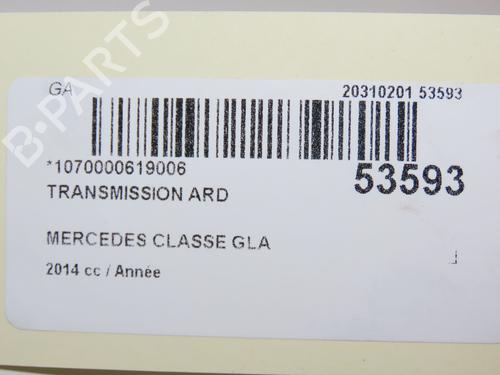 B-PARTS
GA
20310201 53593
*1070000619006
53593
TRANSMISSION ARD
MERCEDES CLASSE GLA
2014 cc / Année